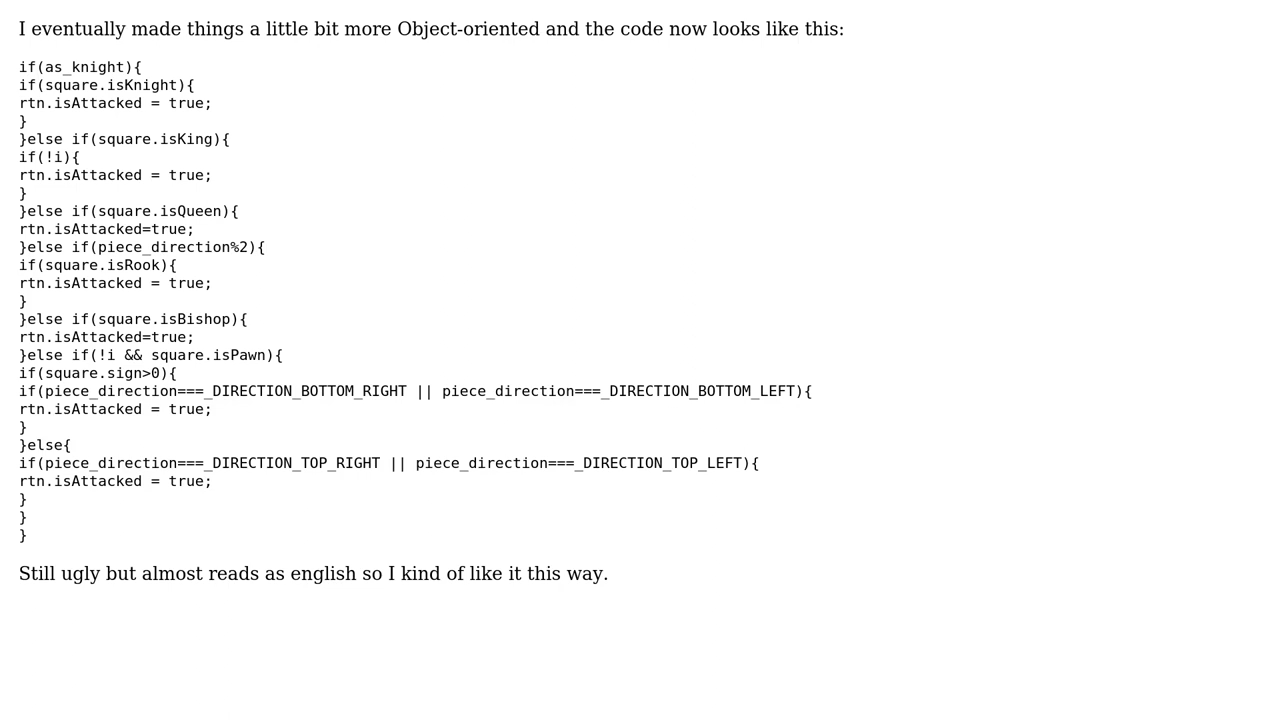 I eventually made things a little bit more Object-oriented and the code now looks like this:
if(as_knight){
if(square.isKnight){
rtn.isAttacked = true;
}
}else if(square.isKing){
if(!i){
rtn.isAttacked = true;
}
}else if(square.isQueen){
rtn.isAttacked=true;
}else if(piece_direction%2){
if(square.isRook){
rtn.isAttacked = true;
}
}else if(square.isBishop){
rtn.isAttacked=true;
}else if(!i && square.isPawn){
if(square.sign>0){
if(piece_direction===_DIRECTION_BOTTOM_RIGHT || piece_direction===_DIRECTION_BOTTOM_LEFT){
rtn.isAttacked = true;
}
}else{
if(piece_direction===_DIRECTION_TOP_RIGHT || piece_direction===_DIRECTION_TOP_LEFT){
rtn.isAttacked = true;
}
}
}
Still ugly but almost reads as english so I kind of like it this way.